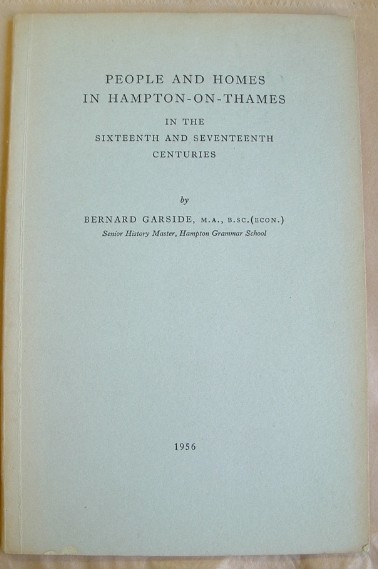 PEOPLE AND HOMES
IN HAMPTON-ON-THAMES
IN THE
SIXTEENTH AND SEVENTEENTH
CENTURIES
by
BERNARD GARSIDE, M.A., B.SC.(ECON.)
Senior History Master, Hampton Grammar School
1956